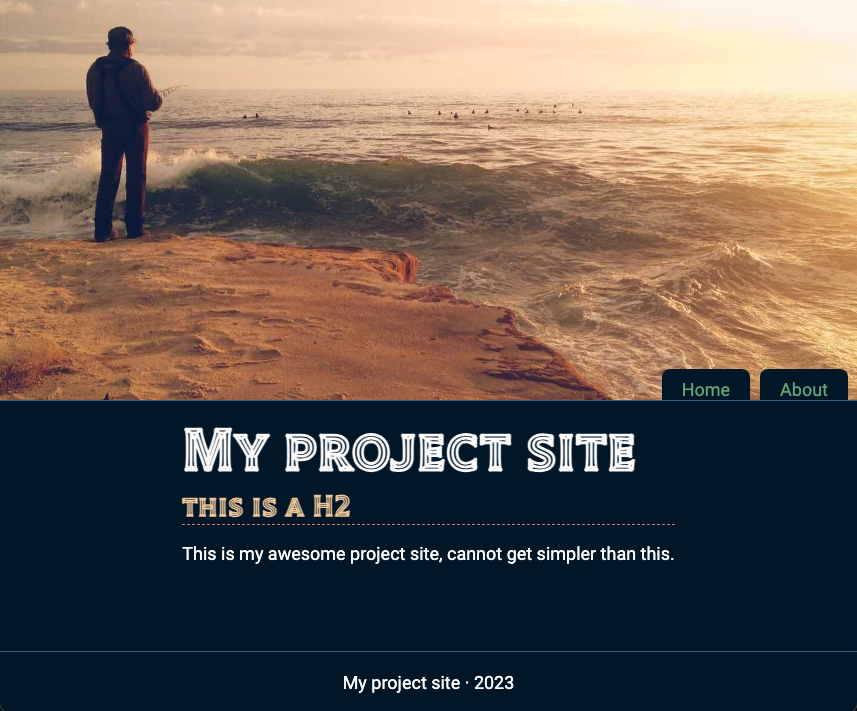 Home About
My project site
this is a H2
This is my awesome project site, cannot get simpler than this.
My project site · 2023